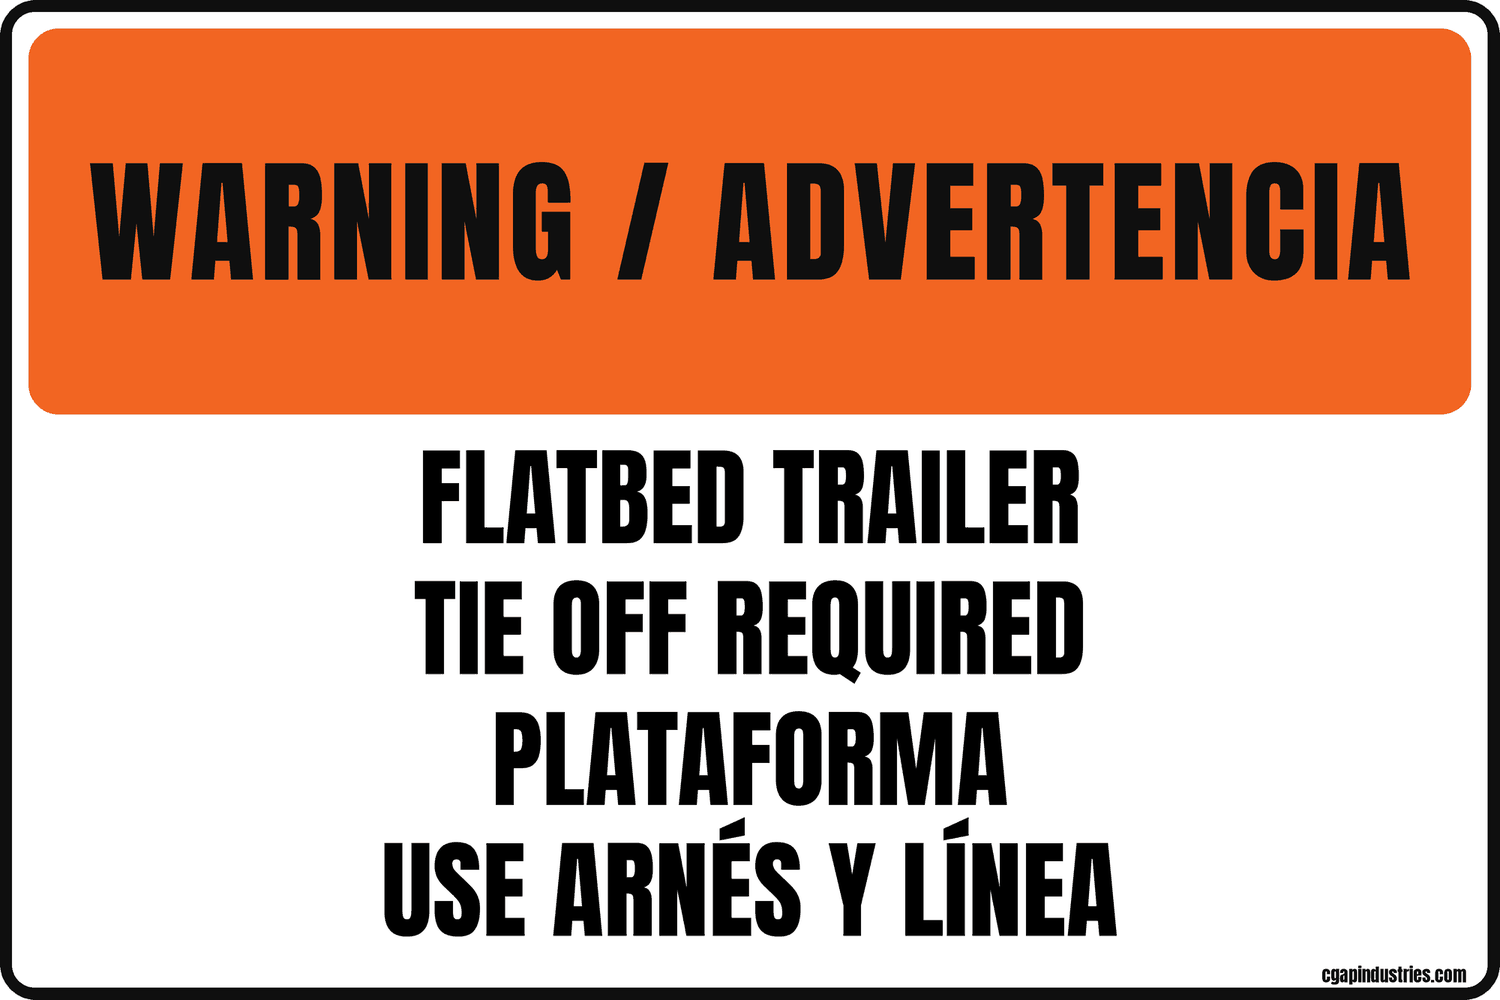 WARNING / ADVERTENCIA
FLATBED TRAILER
TIE OFF REQUIRED
PLATAFORMA
USE ARNÉS Y LÍNEA
cgapindustries.com